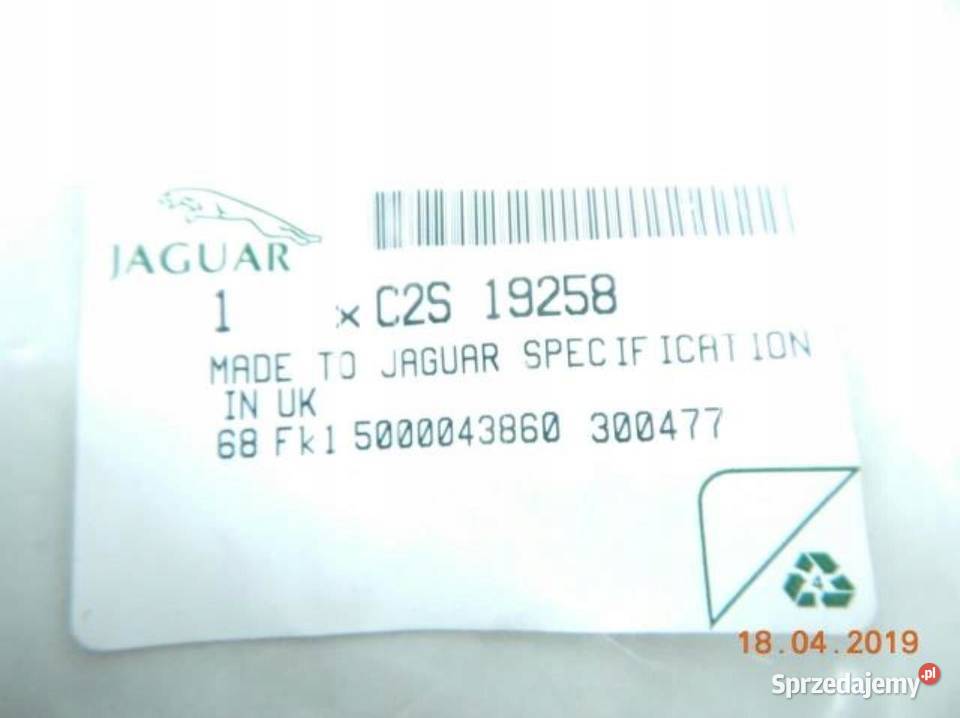 JAGUAR
1 x C2S 19258
MADE TO JAGUAR SPECIFICATION
IN UK
68 Fk1 5000043860 300477
4
18.04.2019
Sprzedajemy.pl